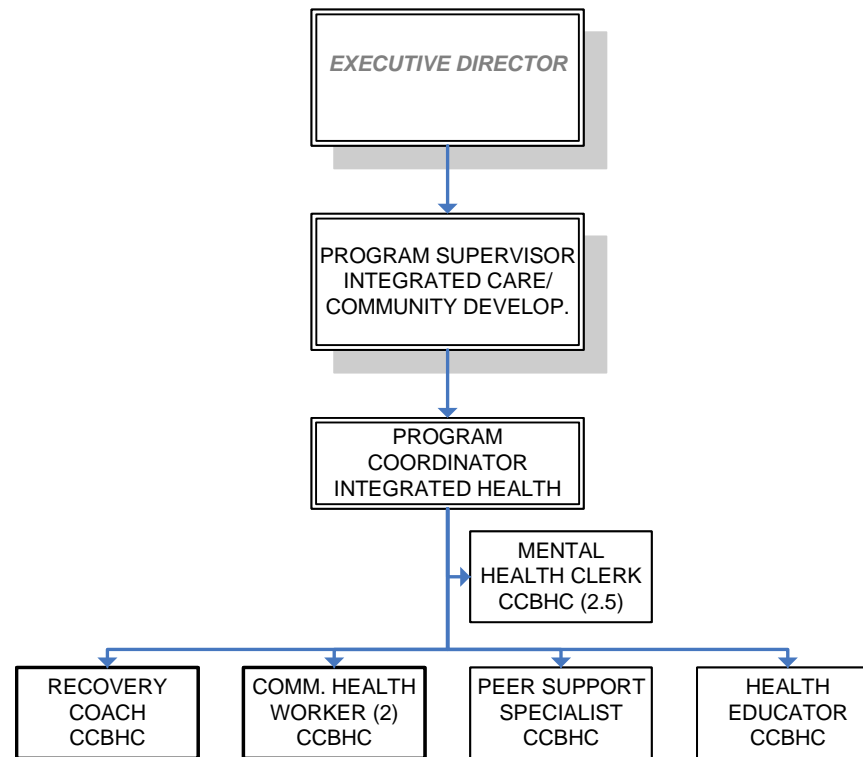 EXECUTIVE DIRECTOR
PROGRAM SUPERVISOR
INTEGRATED CARE/
COMMUNITY DEVELOP.
PROGRAM
COORDINATOR
INTEGRATED HEALTH
MENTAL
HEALTH CLERK
CCBHC (2.5)
RECOVERY
COACH
CCBHC
COMM. HEALTH
WORKER (2)
CCBHC
PEER SUPPORT
SPECIALIST
CCBHC
HEALTH
EDUCATOR
CCBHC